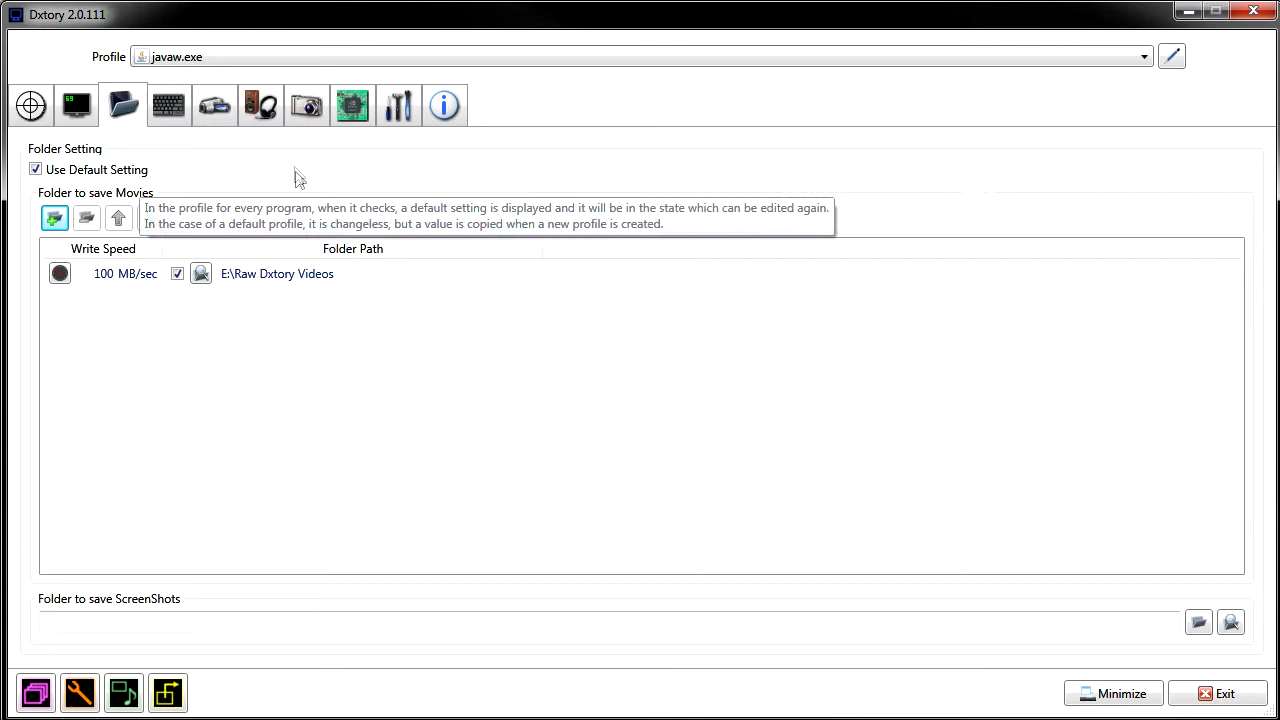 Dxtory 2.0.111
Profile
javaw.exe
69
Folder Setting
Use Default Setting
Folder to save Movies
In the profile for every program, when it checks, a default setting is displayed and it will be in the state which can be edited again.
In the case of a default profile, it is changeless, but a value is copied when a new profile is created.
Write Speed Folder Path
100 MB/sec E:\Raw Dxtory Videos
Folder to save ScreenShots
Minimize Exit